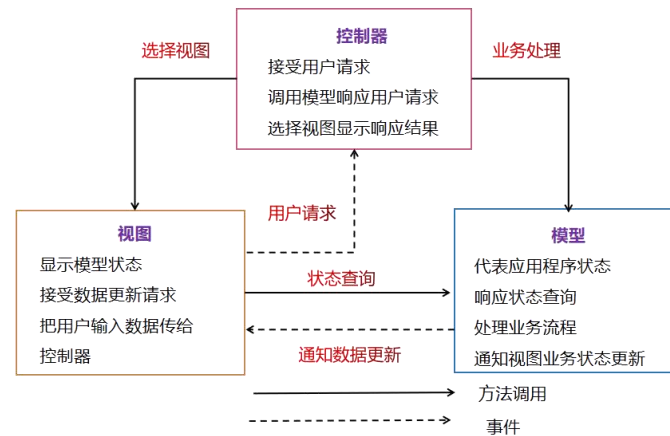 控制器
接受用户请求
调用模型响应用户请求
选择视图显示响应结果
选择视图
业务处理
用户请求
视图
显示模型状态
接受数据更新请求
把用户输入数据传给
控制器
状态查询
通知数据更新
模型
代表应用程序状态
响应状态查询
处理业务流程
通知视图业务状态更新
方法调用
事件